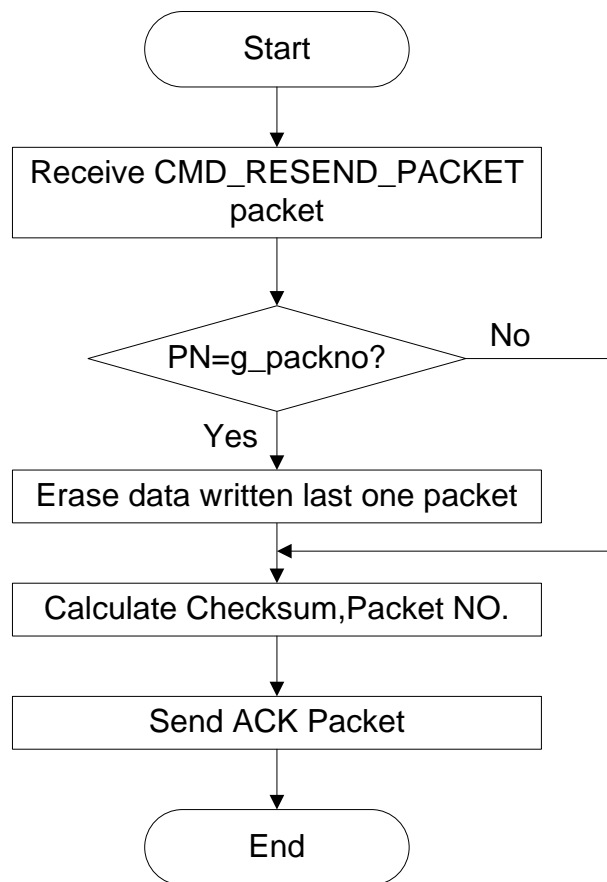 Start
Receive CMD_RESEND_PACKET
packet
PN=g_packno?
No
Yes
Erase data written last one packet
Calculate Checksum,Packet NO.
Send ACK Packet
End